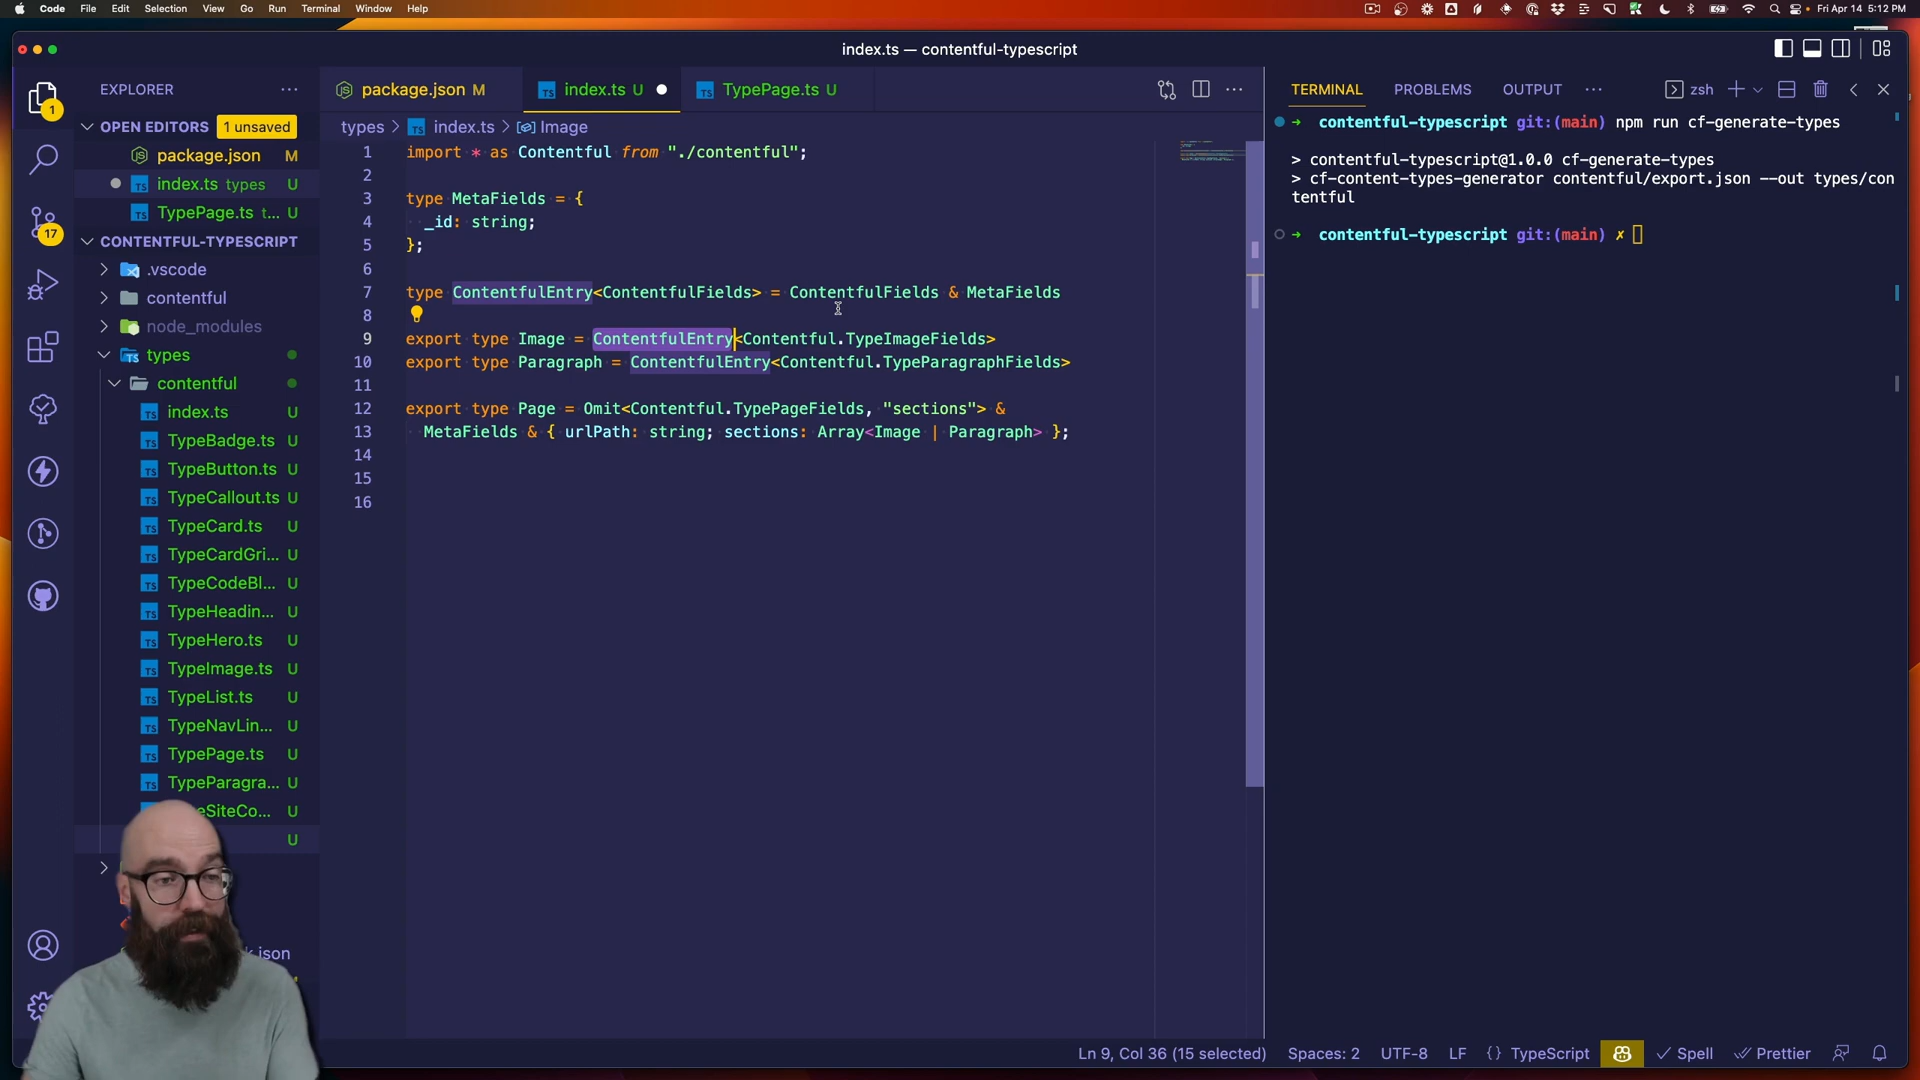 Code File Edit Selection View Go Run Terminal Window Help Fri Apr 14 5:12 PM
index.ts — contentful-typescript
EXPLORER
OPEN EDITORS 1 unsaved
package.json M
index.ts types U
TypePage.ts t... U
CONTENTFUL-TYPESCRIPT
.vscode
contentful
node_modules
types
contentful
index.ts U
TypeBadge.ts U
TypeButton.ts U
TypeCallout.ts U
TypeCard.ts U
TypeCardGri... U
TypeCodeBl... U
TypeHeadin... U
TypeHero.ts U
TypeImage.ts U
TypeList.ts U
TypeNavLin... U
TypePage.ts U
TypeParagra... U
eSiteCo... U
U
.json
1
17
package.json M index.ts U TypePage.ts U
types > index.ts > Image
1 import * as Contentful from "./contentful";
2
3 type MetaFields = {
4 _id: string;
5 };
6
7 type ContentfulEntry<ContentfulFields> = ContentfulFields & MetaFields
8
9 export type Image = ContentfulEntry<Contentful.TypeImageFields>
10 export type Paragraph = ContentfulEntry<Contentful.TypeParagraphFields>
11
12 export type Page = Omit<Contentful.TypePageFields, "sections"> &
13 MetaFields & { urlPath: string; sections: Array<Image | Paragraph> };
14
15
16
TERMINAL PROBLEMS OUTPUT ... zsh
→ contentful-typescript git:(main) npm run cf-generate-types
> contentful-typescript@1.0.0 cf-generate-types
> cf-content-types-generator contentful/export.json --out types/con
tentful
→ contentful-typescript git:(main) ✗
Ln 9, Col 36 (15 selected) Spaces: 2 UTF-8 LF {} TypeScript Spell Prettier